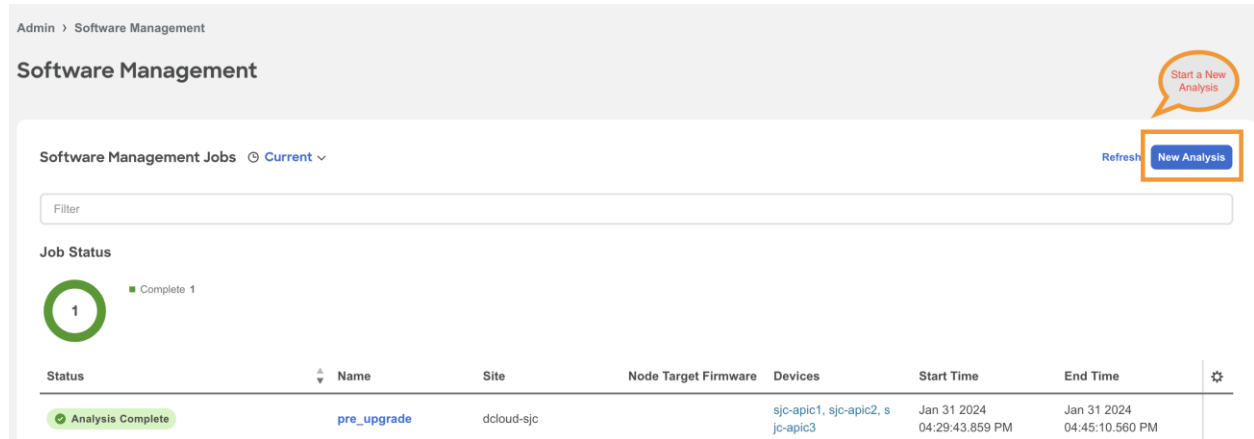 Admin › Software Management
Software Management
Start a New
Analysis
Software Management Jobs Current
Refresh
New Analysis
Filter
Job Status
1
Complete 1
Status Name Site Node Target Firmware Devices Start Time End Time
Analysis Complete pre_upgrade dcloud-sjc sjc-apic1, sjc-apic2, s Jan 31 2024 Jan 31 2024
jc-apic3 04:29:43.859 PM 04:45:10.560 PM